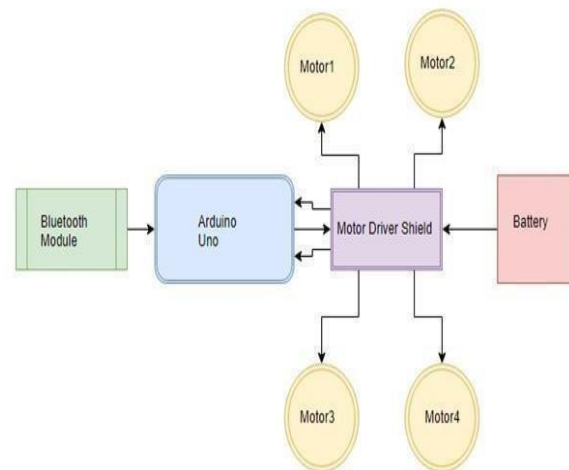 Motor1
Motor2
Bluetooth
Module
Arduino
Uno
Motor Driver Shield
Battery
Motor3
Motor4